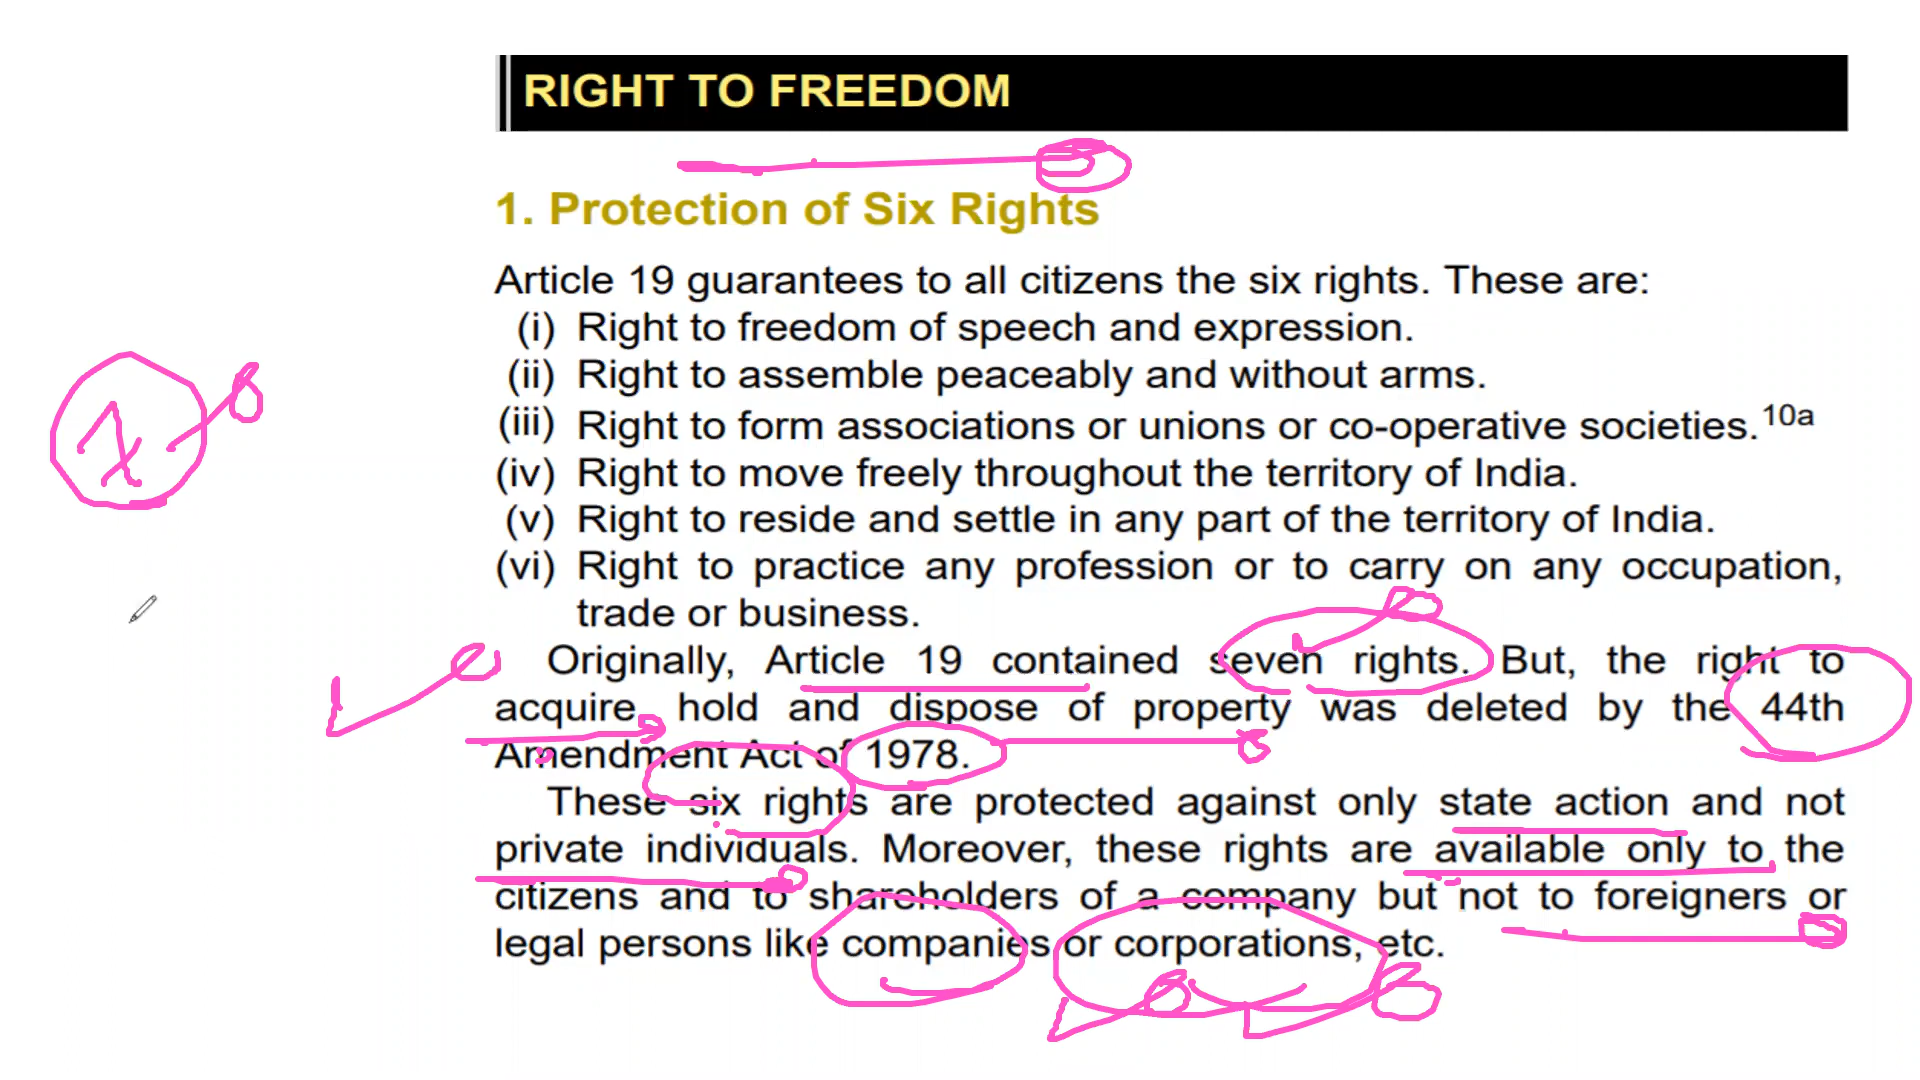 RIGHT TO FREEDOM
1. Protection of Six Rights
Article 19 guarantees to all citizens the six rights. These are:
(i) Right to freedom of speech and expression.
(ii) Right to assemble peaceably and without arms.
(iii) Right to form associations or unions or co-operative societies.10a
(iv) Right to move freely throughout the territory of India.
(v) Right to reside and settle in any part of the territory of India.
(vi) Right to practice any profession or to carry on any occupation,
trade or business.
Originally, Article 19 contained seven rights. But, the right to
acquire, hold and dispose of property was deleted by the 44th
Amendment Act of 1978.
These six rights are protected against only state action and not
private individuals. Moreover, these rights are available only to the
citizens and to shareholders of a company but not to foreigners or
legal persons like companies or corporations, etc.